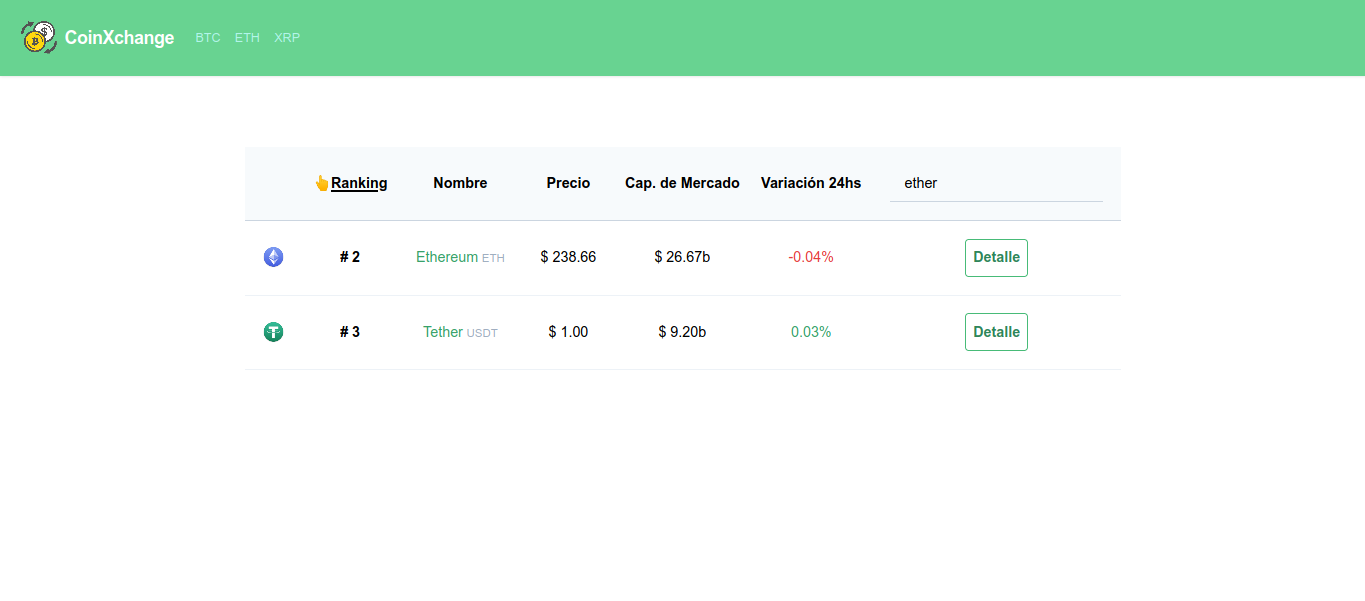 CoinXchange BTC ETH XRP
👆Ranking Nombre Precio Cap. de Mercado Variación 24hs ether
# 2 Ethereum ETH $ 238.66 $ 26.67b -0.04% Detalle
# 3 Tether USDT $ 1.00 $ 9.20b 0.03% Detalle